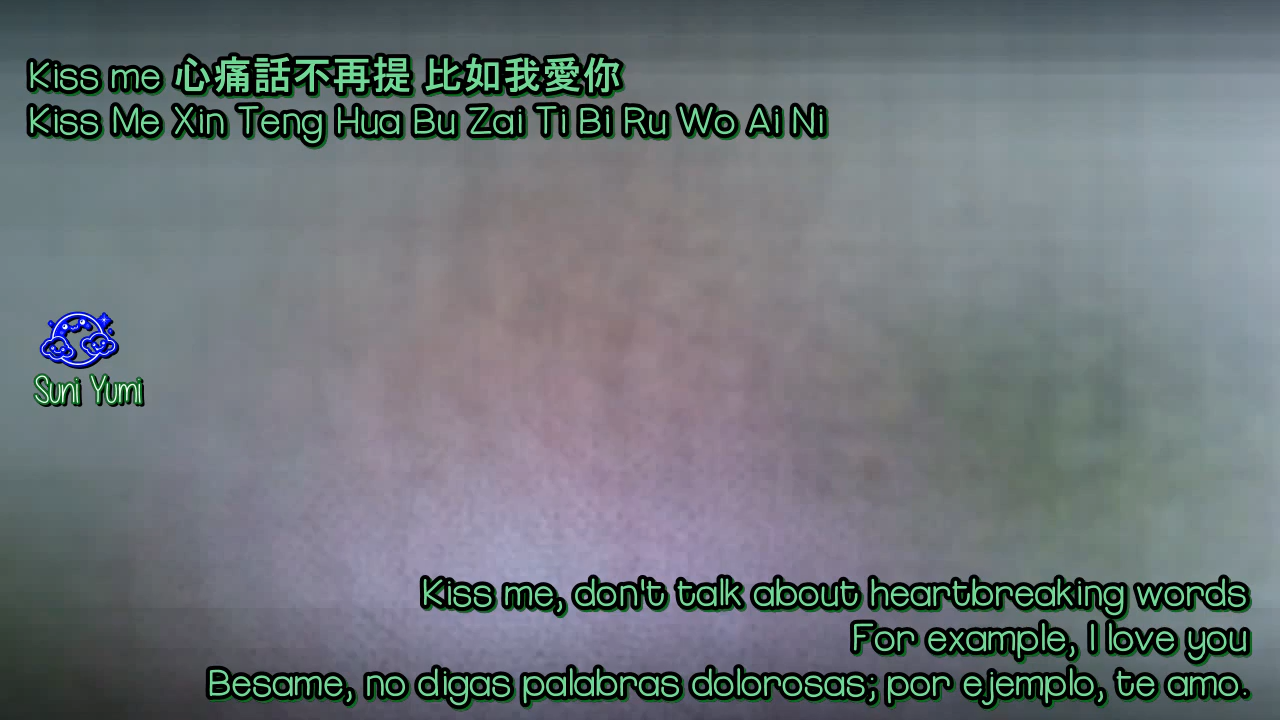 Kiss me 心痛話不再提 比如我愛你
Kiss Me Xin Teng Hua Bu Zai Ti Bi Ru Wo Ai Ni
Suni Yumi
Kiss me, don't talk about heartbreaking words
For example, I love you
Besame, no digas palabras dolorosas; por ejemplo, te amo.